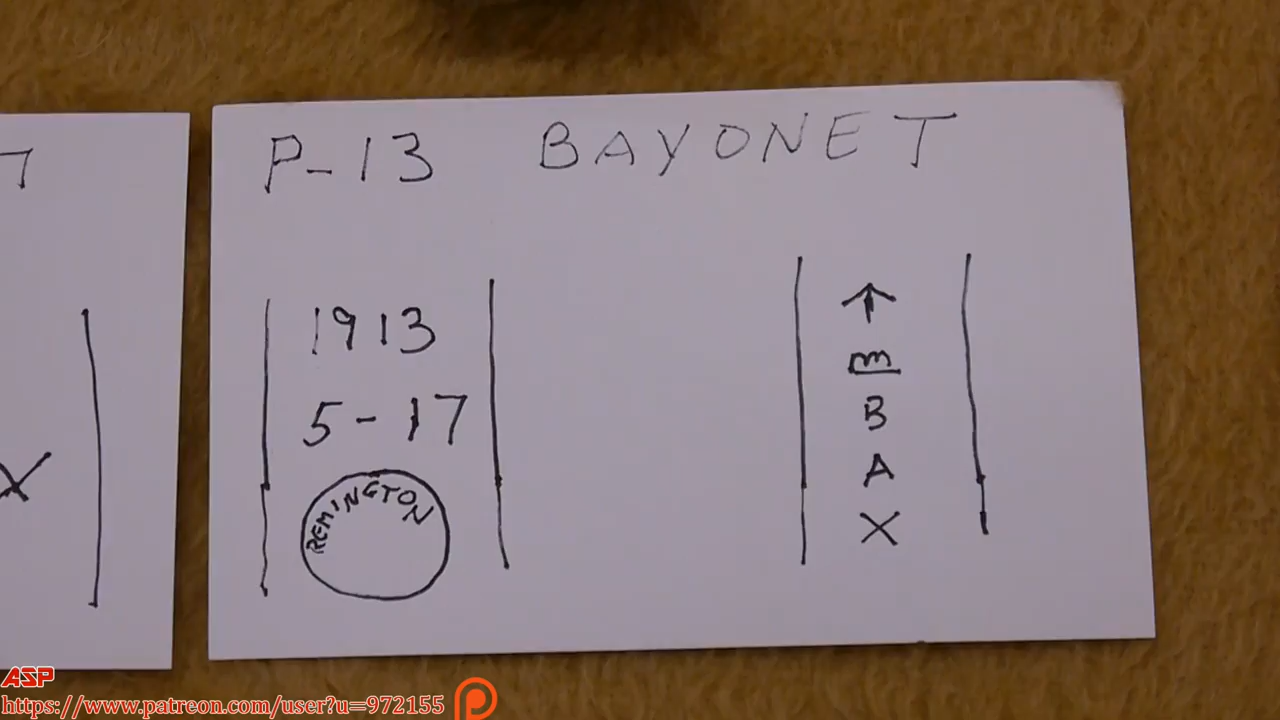 P-13 BAYONET
1913
5-17
REMINGTON
↑
m
B
A
X
X
ASP
https://www.patreon.com/user?u=972155